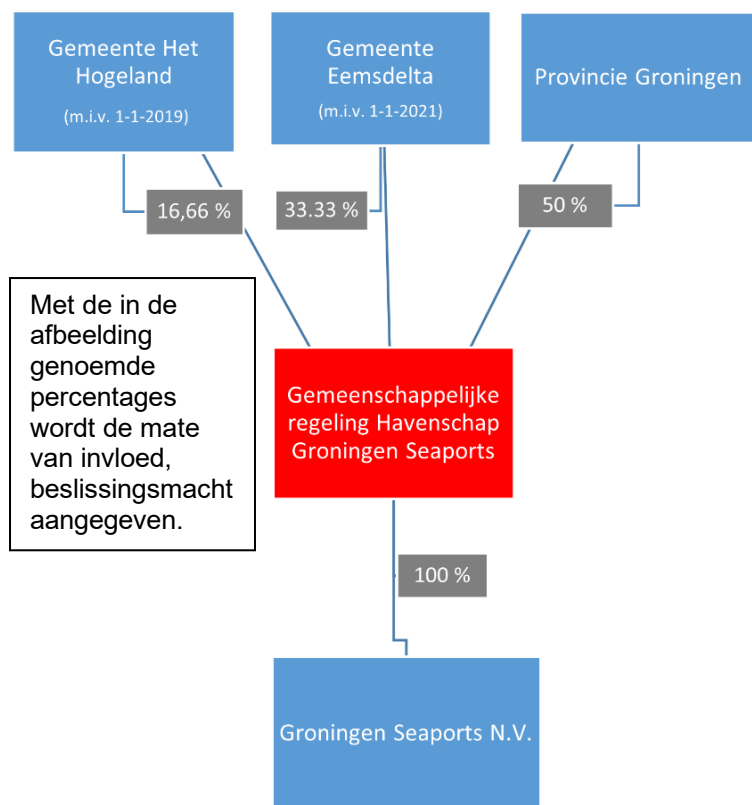 Gemeente Het
Hogeland
(m.i.v. 1-1-2019)
Gemeente
Eemsdelta
(m.i.v. 1-1-2021)
Provincie Groningen
16,66 %
33.33 %
50 %
Met de in de
afbeelding
genoemde
percentages
wordt de mate
van invloed,
beslissingsmacht
aangegeven.
Gemeenschappelijke
regeling Havenschap
Groningen Seaports
100 %
Groningen Seaports N.V.